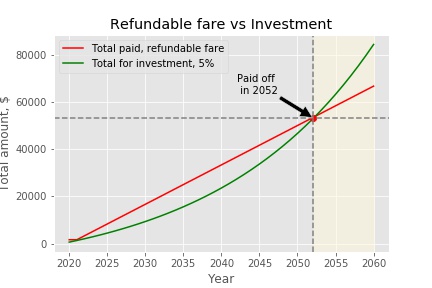 Refundable fare vs Investment
Total paid, refundable fare
Total for investment, 5%
Paid off
in 2052
Total amount, $
80000
60000
40000
20000
0
2020 2025 2030 2035 2040 2045 2050 2055 2060
Year